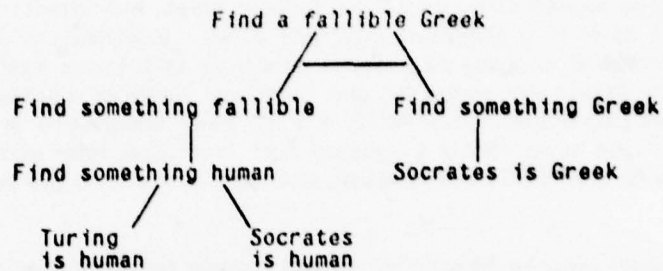 Find a fallible Greek
Find something fallible
Find something Greek
Find something human
Socrates is Greek
Turing
is human
Socrates
is human